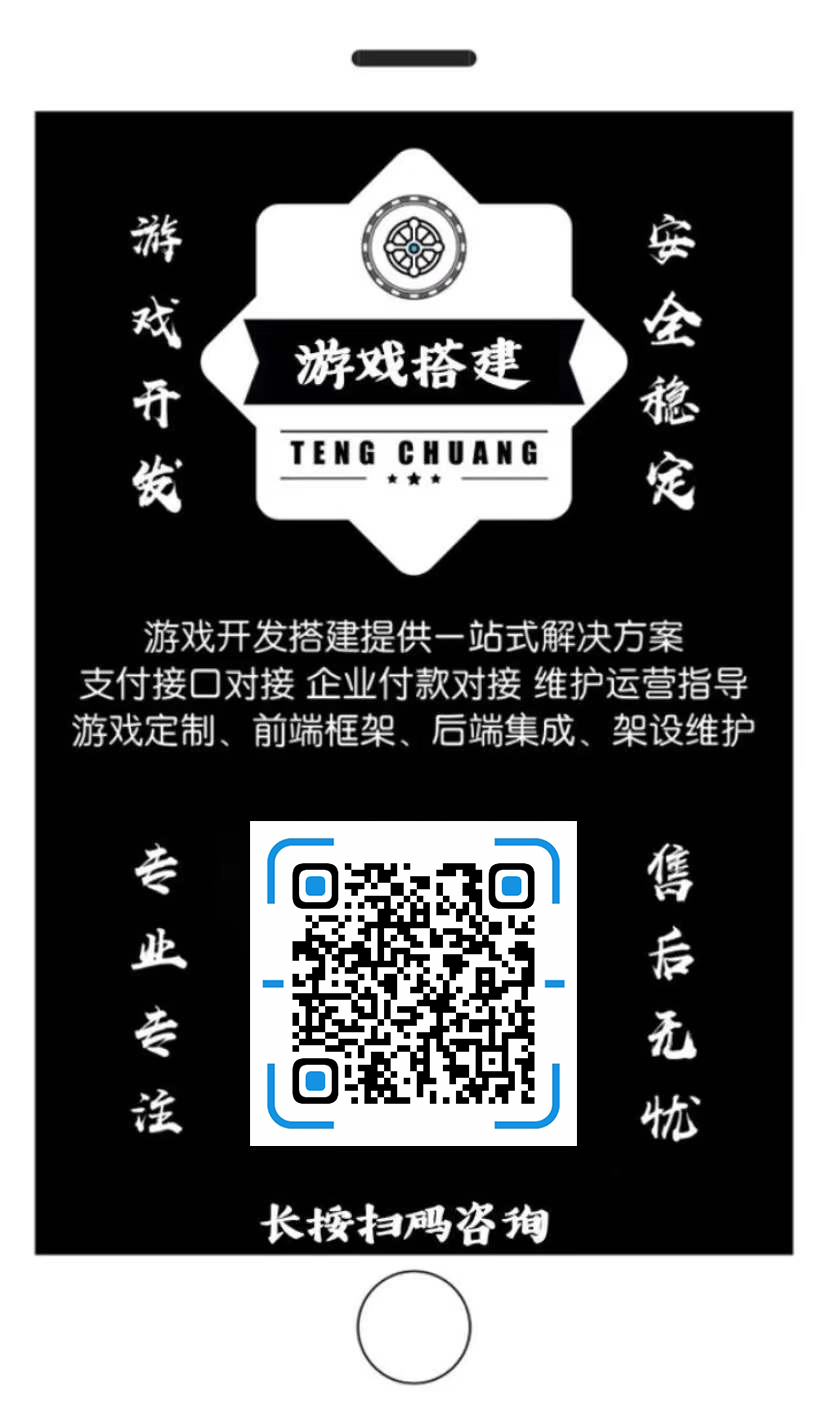 游戏开发
安全稳定
游戏搭建
TENG CHUANG
游戏开发搭建提供一站式解决方案
支付接口对接 企业付款对接 维护运营指导
游戏定制、前端框架、后端集成、架设维护
专业专注
售后无忧
长按扫码咨询